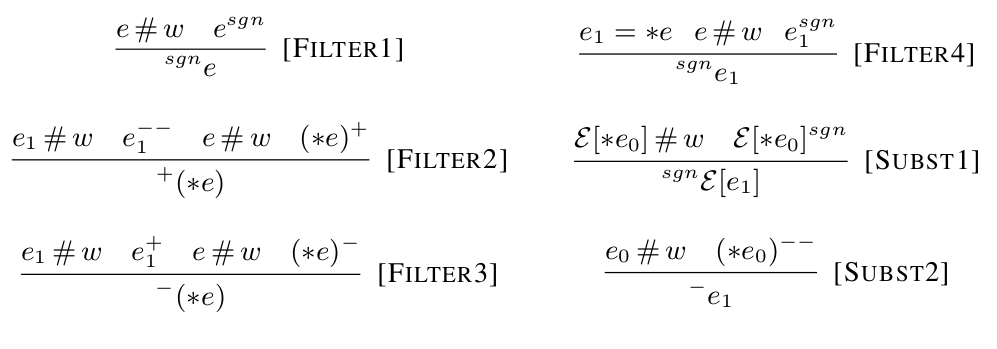 e # w   e^{sgn}
^{sgn}e   [FILTER1]
e_1 = *e   e # w   e_1^{sgn}
^{sgn}e_1   [FILTER4]
e_1 # w   e_1^{--}   e # w   (*e)^+
^+(*e)   [FILTER2]
ℰ[*e_0] # w   ℰ[*e_0]^{sgn}
^{sgn}ℰ[e_1]   [SUBST1]
e_1 # w   e_1^+   e # w   (*e)^-
^-(*e)   [FILTER3]
e_0 # w   (*e_0)^{--}
^-e_1   [SUBST2]